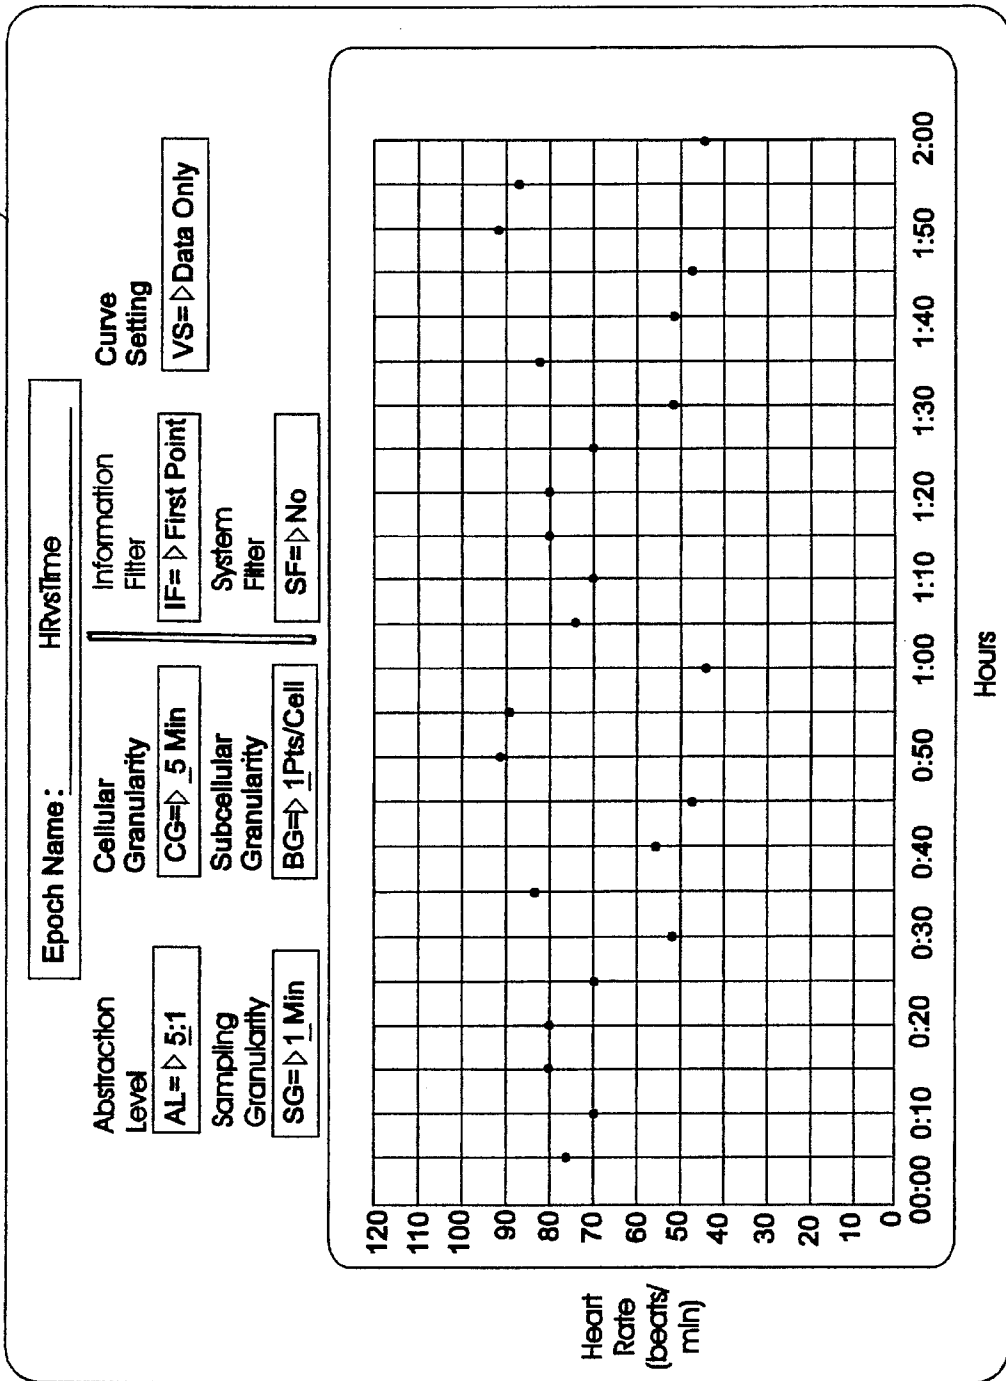 Epoch Name: HRvsTime
Abstraction
Level
AL=▷ 5:1
Sampling
Granularity
SG=▷ 1 Min
Cellular
Granularity
CG=▷ 5 Min
Subcellular
Granularity
BG=▷ 1Pts/Cell
Information
Filter
IF=▷ First Point
System
Filter
SF=▷ No
Curve
Setting
VS=▷ Data Only
Heart
Rate
(beats/
min)
120
110
100
90
80
70
60
50
40
30
20
10
0
00:00 0:10 0:20 0:30 0:40 0:50 1:00 1:10 1:20 1:30 1:40 1:50 2:00
Hours